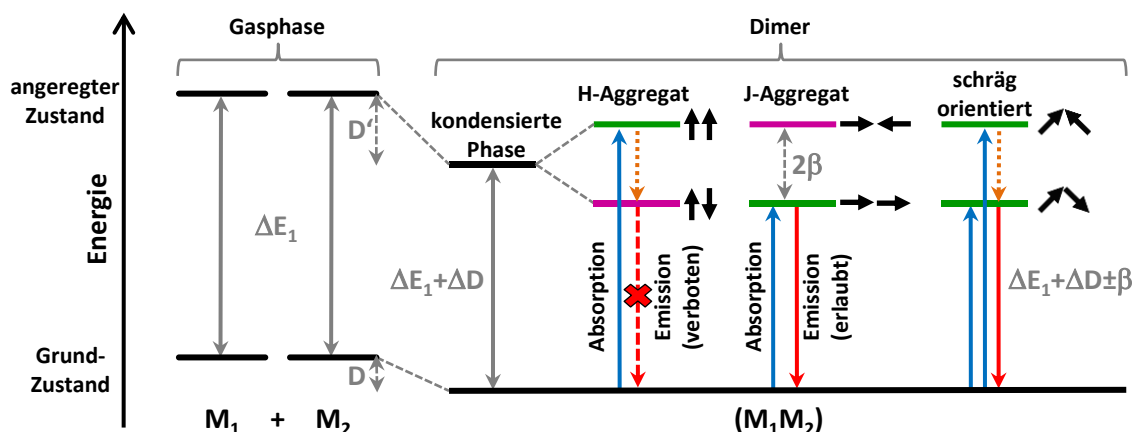 Gasphase
Dimer
angeregter
Zustand
D‘
kondensierte
Phase
H-Aggregat
J-Aggregat
schräg
orientiert
2β
Energie
ΔE1
ΔE1+ΔD
Absorption
Emission
(verboten)
Absorption
Emission
(erlaubt)
ΔE1+ΔD±β
Grund-
Zustand
D
M1 + M2
(M1M2)